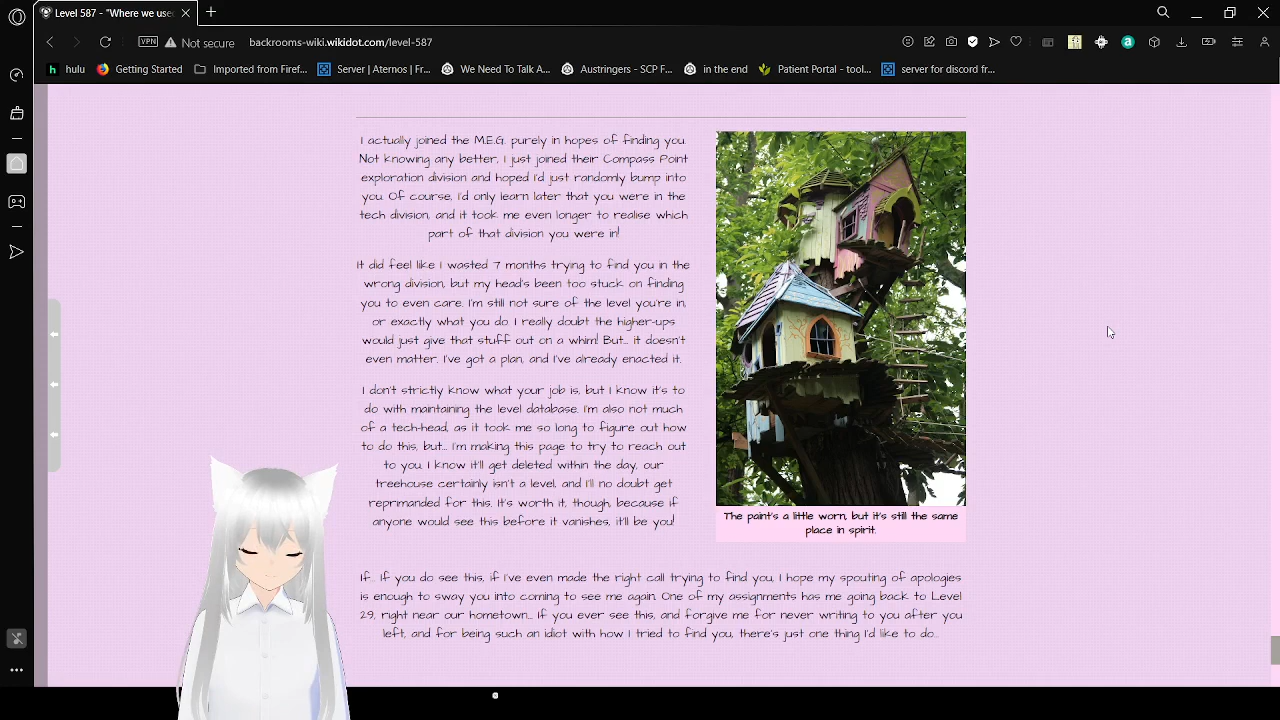 Level 587 - "Where we used
Not secure
backrooms-wiki.wikidot.com/level-587
VPN
hulu
Getting Started
Imported from Firef...
Server | Aternos | Fr...
We Need To Talk A...
Austringers - SCP F...
in the end
Patient Portal - tool...
server for discord fr...
I actually joined the M.E.G. purely in hopes of finding you.
Not knowing any better, I just joined their Compass Point
exploration division and hoped I'd just randomly bump into
you. Of course, I'd only learn later that you were in the
tech division, and it took me even longer to realise which
part of that division you were in!
It did feel like I wasted 7 months trying to find you in the
wrong division, but my head's been too stuck on finding
you to even care. I'm still not sure of the level you're in,
or exactly what you do. I really doubt the higher-ups
would just give that stuff out on a whim! But... it doesn't
even matter. I've got a plan, and I've already enacted it.
I don't strictly know what your job is, but I know it's to
do with maintaining the level database. I'm also not much
of a tech-head, as it took me so long to figure out how
to do this, but... I'm making this page to try to reach out
to you. I know it'll get deleted within the day, our
treehouse certainly isn't a level, and I'll no doubt get
reprimanded for this. It's worth it, though, because if
anyone would see this before it vanishes, it'll be you!
The paint's a little worn, but it's still the same
place in spirit.
If... If you do see this, if I've even made the right call trying to find you, I hope my spouting of apologies
is enough to sway you into coming to see me again. One of my assignments has me going back to Level
29, right near our hometown... If you ever see this, and forgive me for never writing to you after you
left, and for being such an idiot with how I tried to find you, there's just one thing I'd like to do...